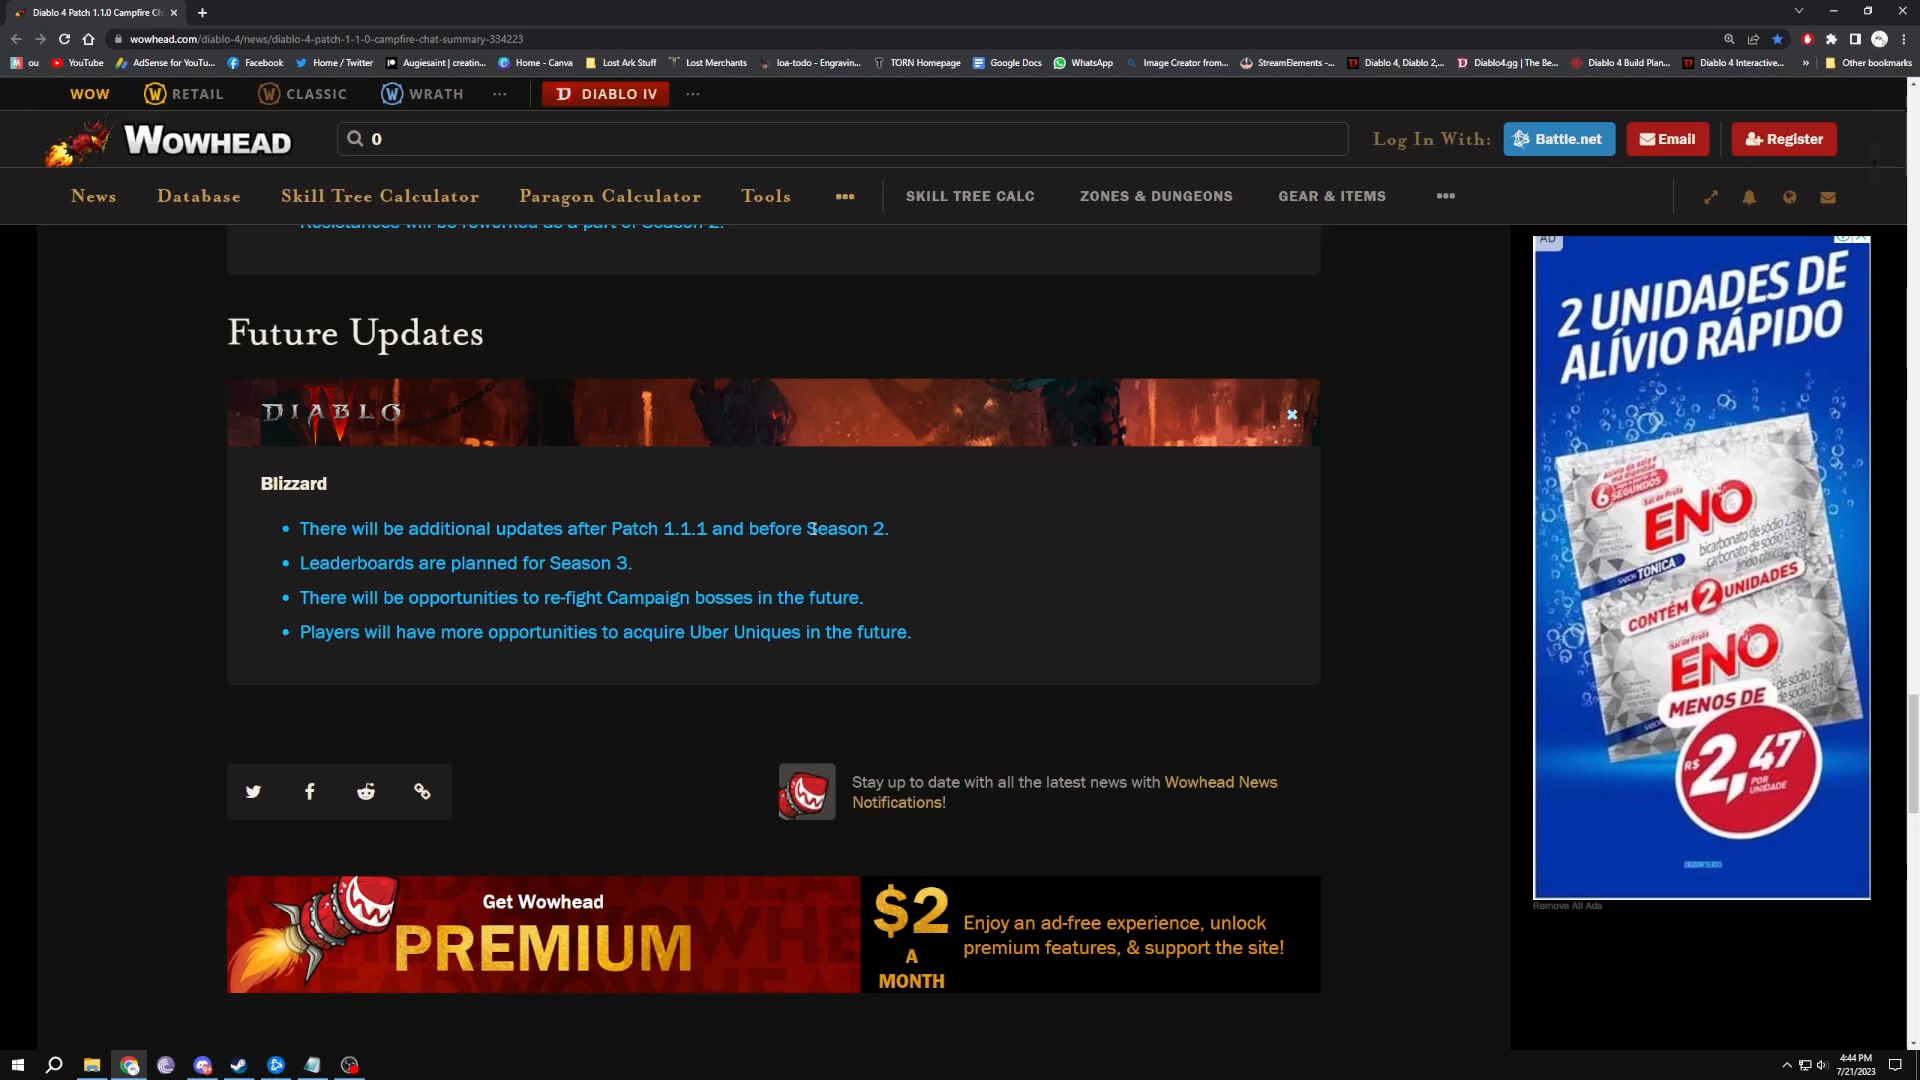 Diablo 4 Patch 1.1.0 Campfire Ch
wowhead.com/diablo-4/news/diablo-4-patch-1-1-0-campfire-chat-summary-334223
ou YouTube AdSense for YouTu... Facebook Home / Twitter Augiesaint | creatin... Home - Canva Lost Ark Stuff Lost Merchants loa-todo - Engravin... TORN Homepage Google Docs WhatsApp Image Creator from... StreamElements -... Diablo 4, Diablo 2,... Diablo4.gg | The Be... Diablo 4 Build Plan... Diablo 4 Interactive... » Other bookmarks
WOW RETAIL CLASSIC WRATH ... DIABLO IV ...
WOWHEAD 0 Log In With: Battle.net Email Register
News Database Skill Tree Calculator Paragon Calculator Tools ... SKILL TREE CALC ZONES & DUNGEONS GEAR & ITEMS ...
Resistances will be reworked as a part of Season 2.
Future Updates
DIABLO IV
Blizzard
• There will be additional updates after Patch 1.1.1 and before Season 2.
• Leaderboards are planned for Season 3.
• There will be opportunities to re-fight Campaign bosses in the future.
• Players will have more opportunities to acquire Uber Uniques in the future.
Stay up to date with all the latest news with Wowhead News
Notifications!
Get Wowhead
PREMIUM
$2
A
MONTH
Enjoy an ad-free experience, unlock
premium features, & support the site!
AD
2 UNIDADES DE
ALÍVIO RÁPIDO
6 SEGUNDOS
Sal de Fruta
ENO
bicarbonato de sódio
carbonato de sódio
SABOR TÔNICA
CONTÉM 2 UNIDADES
Sal de Fruta
ENO
MENOS DE
R$ 2,47
POR
UNIDADE
Remove All Ads
4:44 PM
7/21/2023